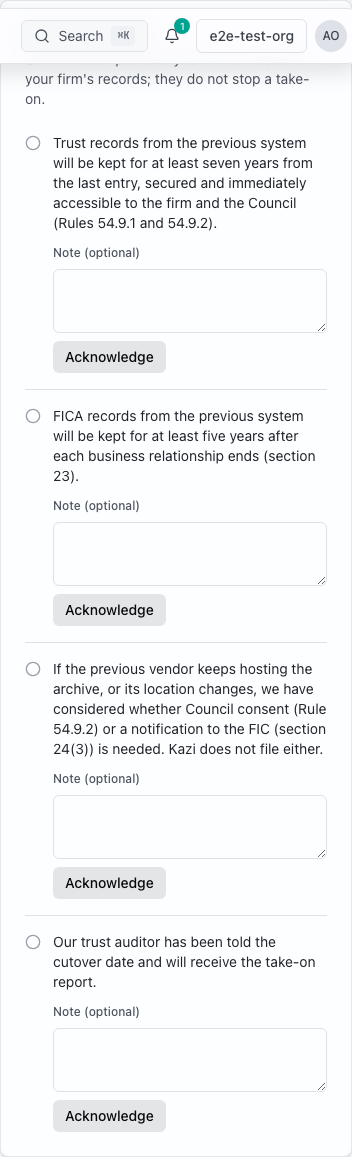 Search ⌘K 1 e2e-test-org AO
your firm's records; they do not stop a take-
on.
Trust records from the previous system
will be kept for at least seven years from
the last entry, secured and immediately
accessible to the firm and the Council
(Rules 54.9.1 and 54.9.2).
Note (optional)
Acknowledge
FICA records from the previous system
will be kept for at least five years after
each business relationship ends (section
23).
Note (optional)
Acknowledge
If the previous vendor keeps hosting the
archive, or its location changes, we have
considered whether Council consent (Rule
54.9.2) or a notification to the FIC (section
24(3)) is needed. Kazi does not file either.
Note (optional)
Acknowledge
Our trust auditor has been told the
cutover date and will receive the take-on
report.
Note (optional)
Acknowledge